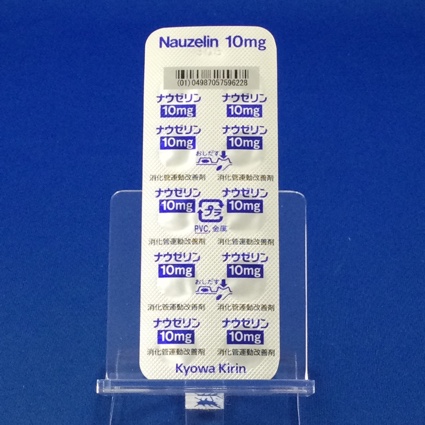 Nauzelin 10mg
(01)04987057596228
ナウゼリン ナウゼリン
10mg 10mg
ナウゼリン ナウゼリン
10mg 10mg
おしだす
消化管運動改善剤 消化管運動改善剤
ナウゼリン ナウゼリン
10mg 10mg
プラ
PVC, 金属
消化管運動改善剤 消化管運動改善剤
ナウゼリン ナウゼリン
10mg 10mg
おしだす
消化管運動改善剤 消化管運動改善剤
ナウゼリン ナウゼリン
10mg 10mg
消化管運動改善剤 消化管運動改善剤
Kyowa Kirin